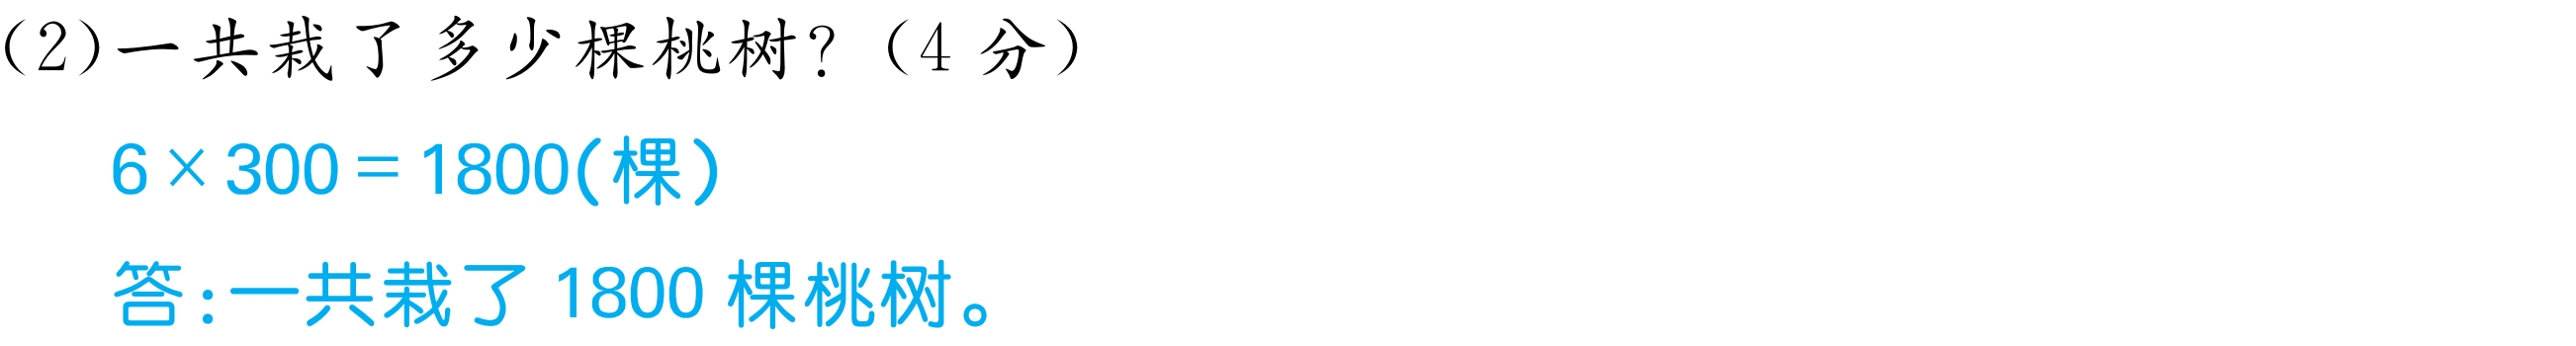 (2)一共栽了多少棵桃树?(4 分)
6×300=1800(棵)
答:一共栽了 1800 棵桃树。